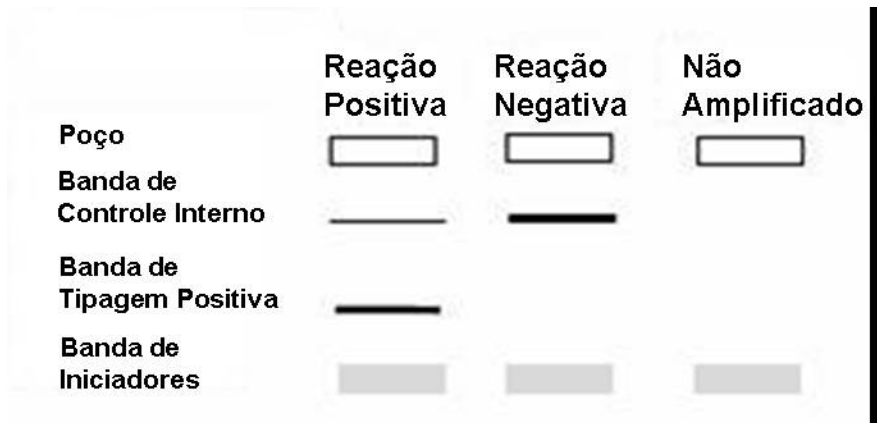 Reação
Positiva
Reação
Negativa
Não
Amplificado
Poço
Banda de
Controle Interno
Banda de
Tipagem Positiva
Banda de
Iniciadores